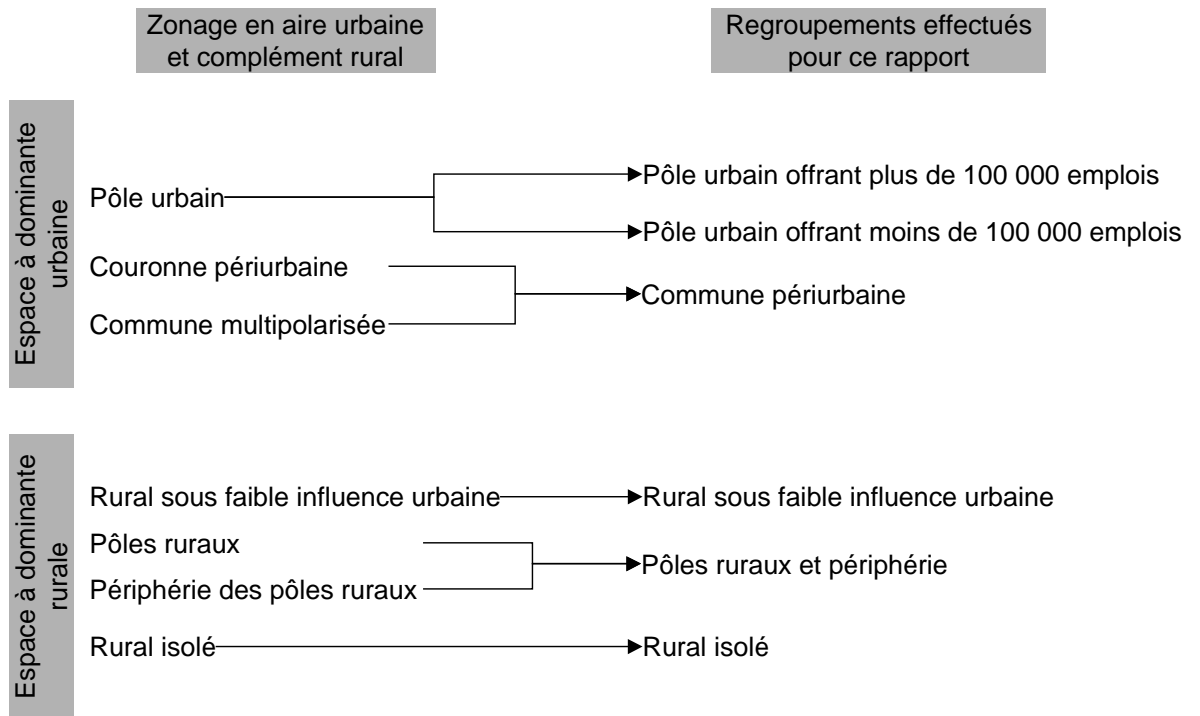 Zonage en aire urbaine
et complément rural
Regroupements effectués
pour ce rapport
Espace à dominante
urbaine
Pôle urbain
Pôle urbain offrant plus de 100 000 emplois
Pôle urbain offrant moins de 100 000 emplois
Couronne périurbaine
Commune multipolarisée
Commune périurbaine
Espace à dominante
rurale
Rural sous faible influence urbaine
Rural sous faible influence urbaine
Pôles ruraux
Périphérie des pôles ruraux
Pôles ruraux et périphérie
Rural isolé
Rural isolé